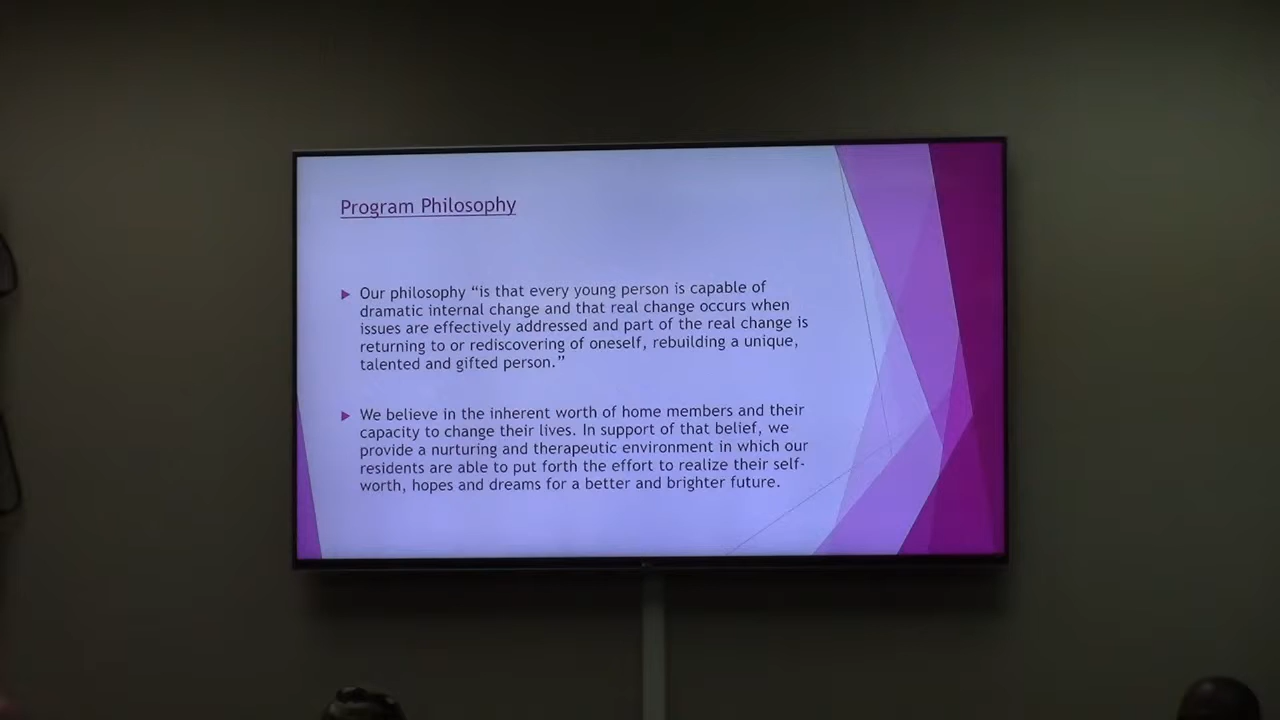 Program Philosophy
Our philosophy “is that every young person is capable of
dramatic internal change and that real change occurs when
issues are effectively addressed and part of the real change is
returning to or rediscovering of oneself, rebuilding a unique,
talented and gifted person.”
We believe in the inherent worth of home members and their
capacity to change their lives. In support of that belief, we
provide a nurturing and therapeutic environment in which our
residents are able to put forth the effort to realize their self-
worth, hopes and dreams for a better and brighter future.